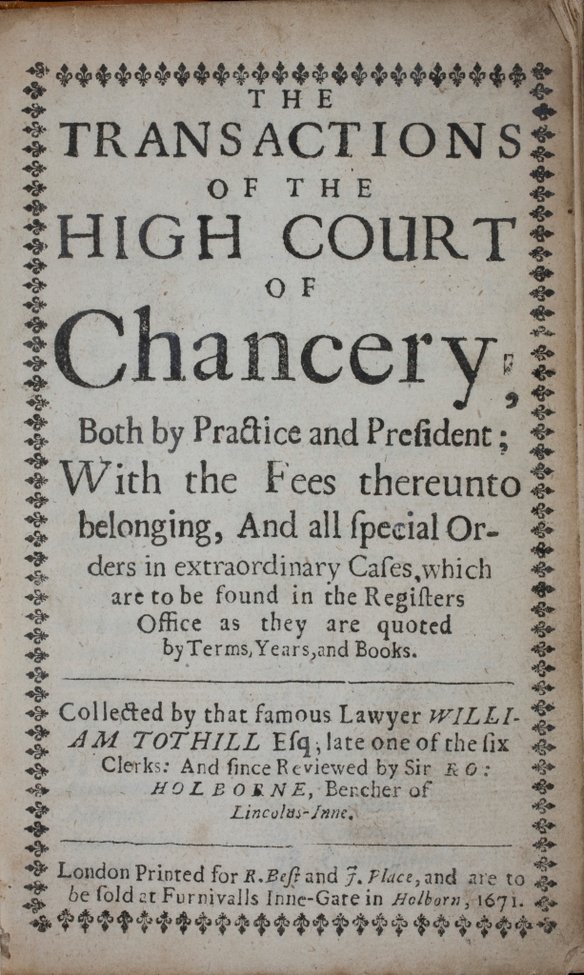 THE
TRANSACTIONS
OF THE
HIGH COURT
OF
Chancery;
Both by Practice and Preſident;
With the Fees thereunto
belonging, And all ſpecial Or-
ders in extraordinary Caſes, which
are to be found in the Regiſters
Office as they are quoted
by Terms, Years, and Books.
Collected by that famous Lawyer WILLI-
AM TOTHILL Eſq; late one of the ſix
Clerks: And ſince Reviewed by Sir RO:
HOLBORNE, Bencher of
Lincolns-Inne.
London Printed for R. Beſt and J. Place, and are to
be ſold at Furnivalls Inne-Gate in Holborn, 1671.